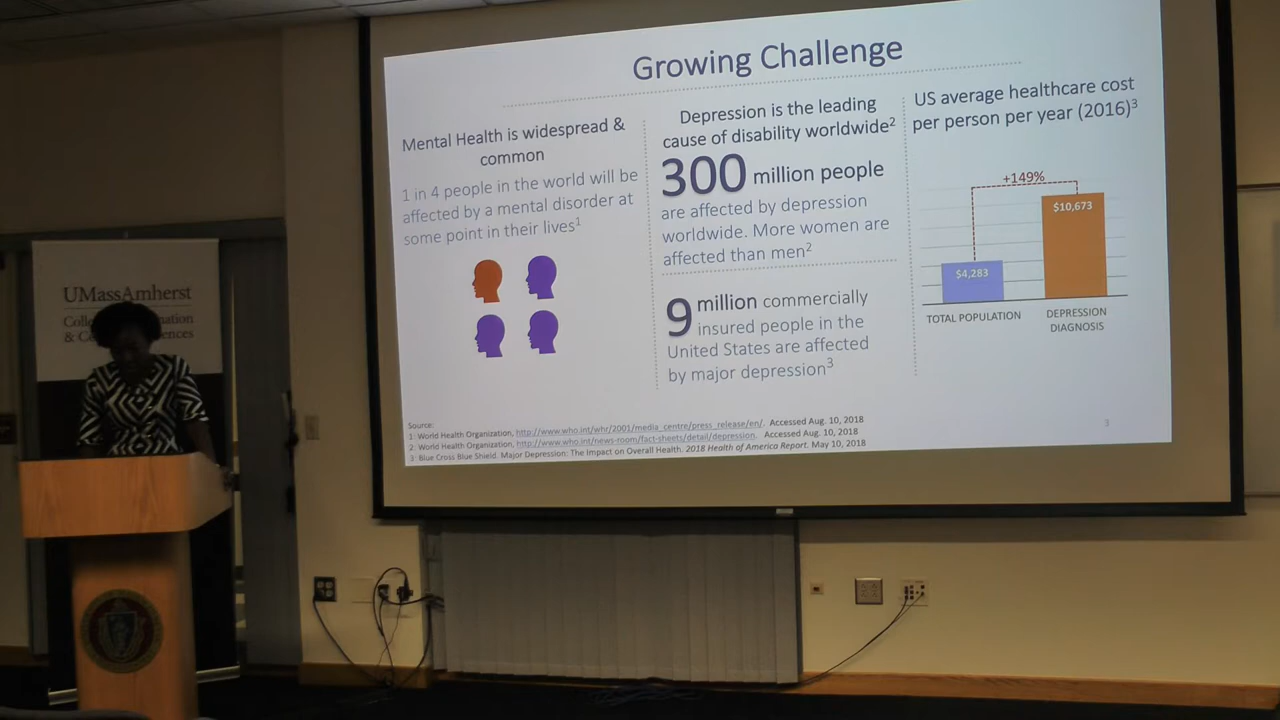 Growing Challenge
Mental Health is widespread &
common
1 in 4 people in the world will be
affected by a mental disorder at
some point in their lives1
Depression is the leading
cause of disability worldwide2
300 million people
are affected by depression
worldwide. More women are
affected than men2
9 million commercially
insured people in the
United States are affected
by major depression3
US average healthcare cost
per person per year (2016)3
+149%
$10,673
$4,283
TOTAL POPULATION
DEPRESSION
DIAGNOSIS
Source:
1: World Health Organization, http://www.who.int/whr/2001/media_centre/press_release/en/. Accessed Aug. 10, 2018
2: World Health Organization, http://www.who.int/news-room/fact-sheets/detail/depression. Accessed Aug. 10, 2018
3: Blue Cross Blue Shield. Major Depression: The Impact on Overall Health. 2018 Health of America Report. May 10, 2018
3
UMassAmherst